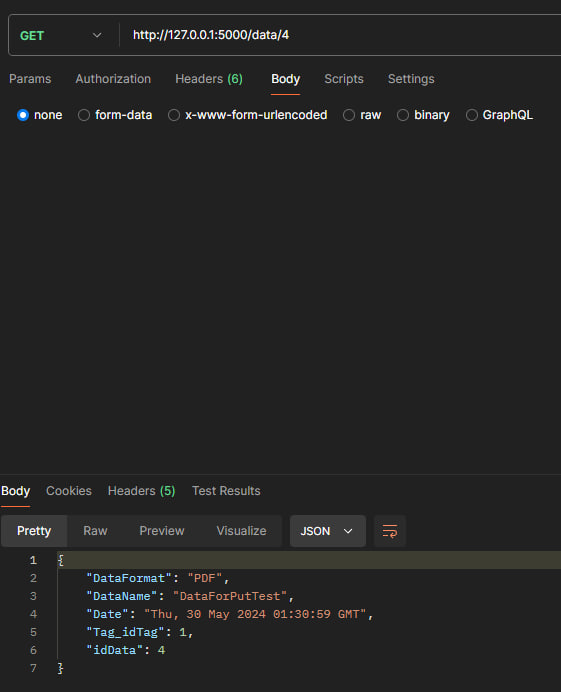 GET http://127.0.0.1:5000/data/4
Params Authorization Headers (6) Body Scripts Settings
none form-data x-www-form-urlencoded raw binary GraphQL
Body Cookies Headers (5) Test Results
Pretty Raw Preview Visualize JSON
1 {
2 "DataFormat": "PDF",
3 "DataName": "DataForPutTest",
4 "Date": "Thu, 30 May 2024 01:30:59 GMT",
5 "Tag_idTag": 1,
6 "idData": 4
7 }